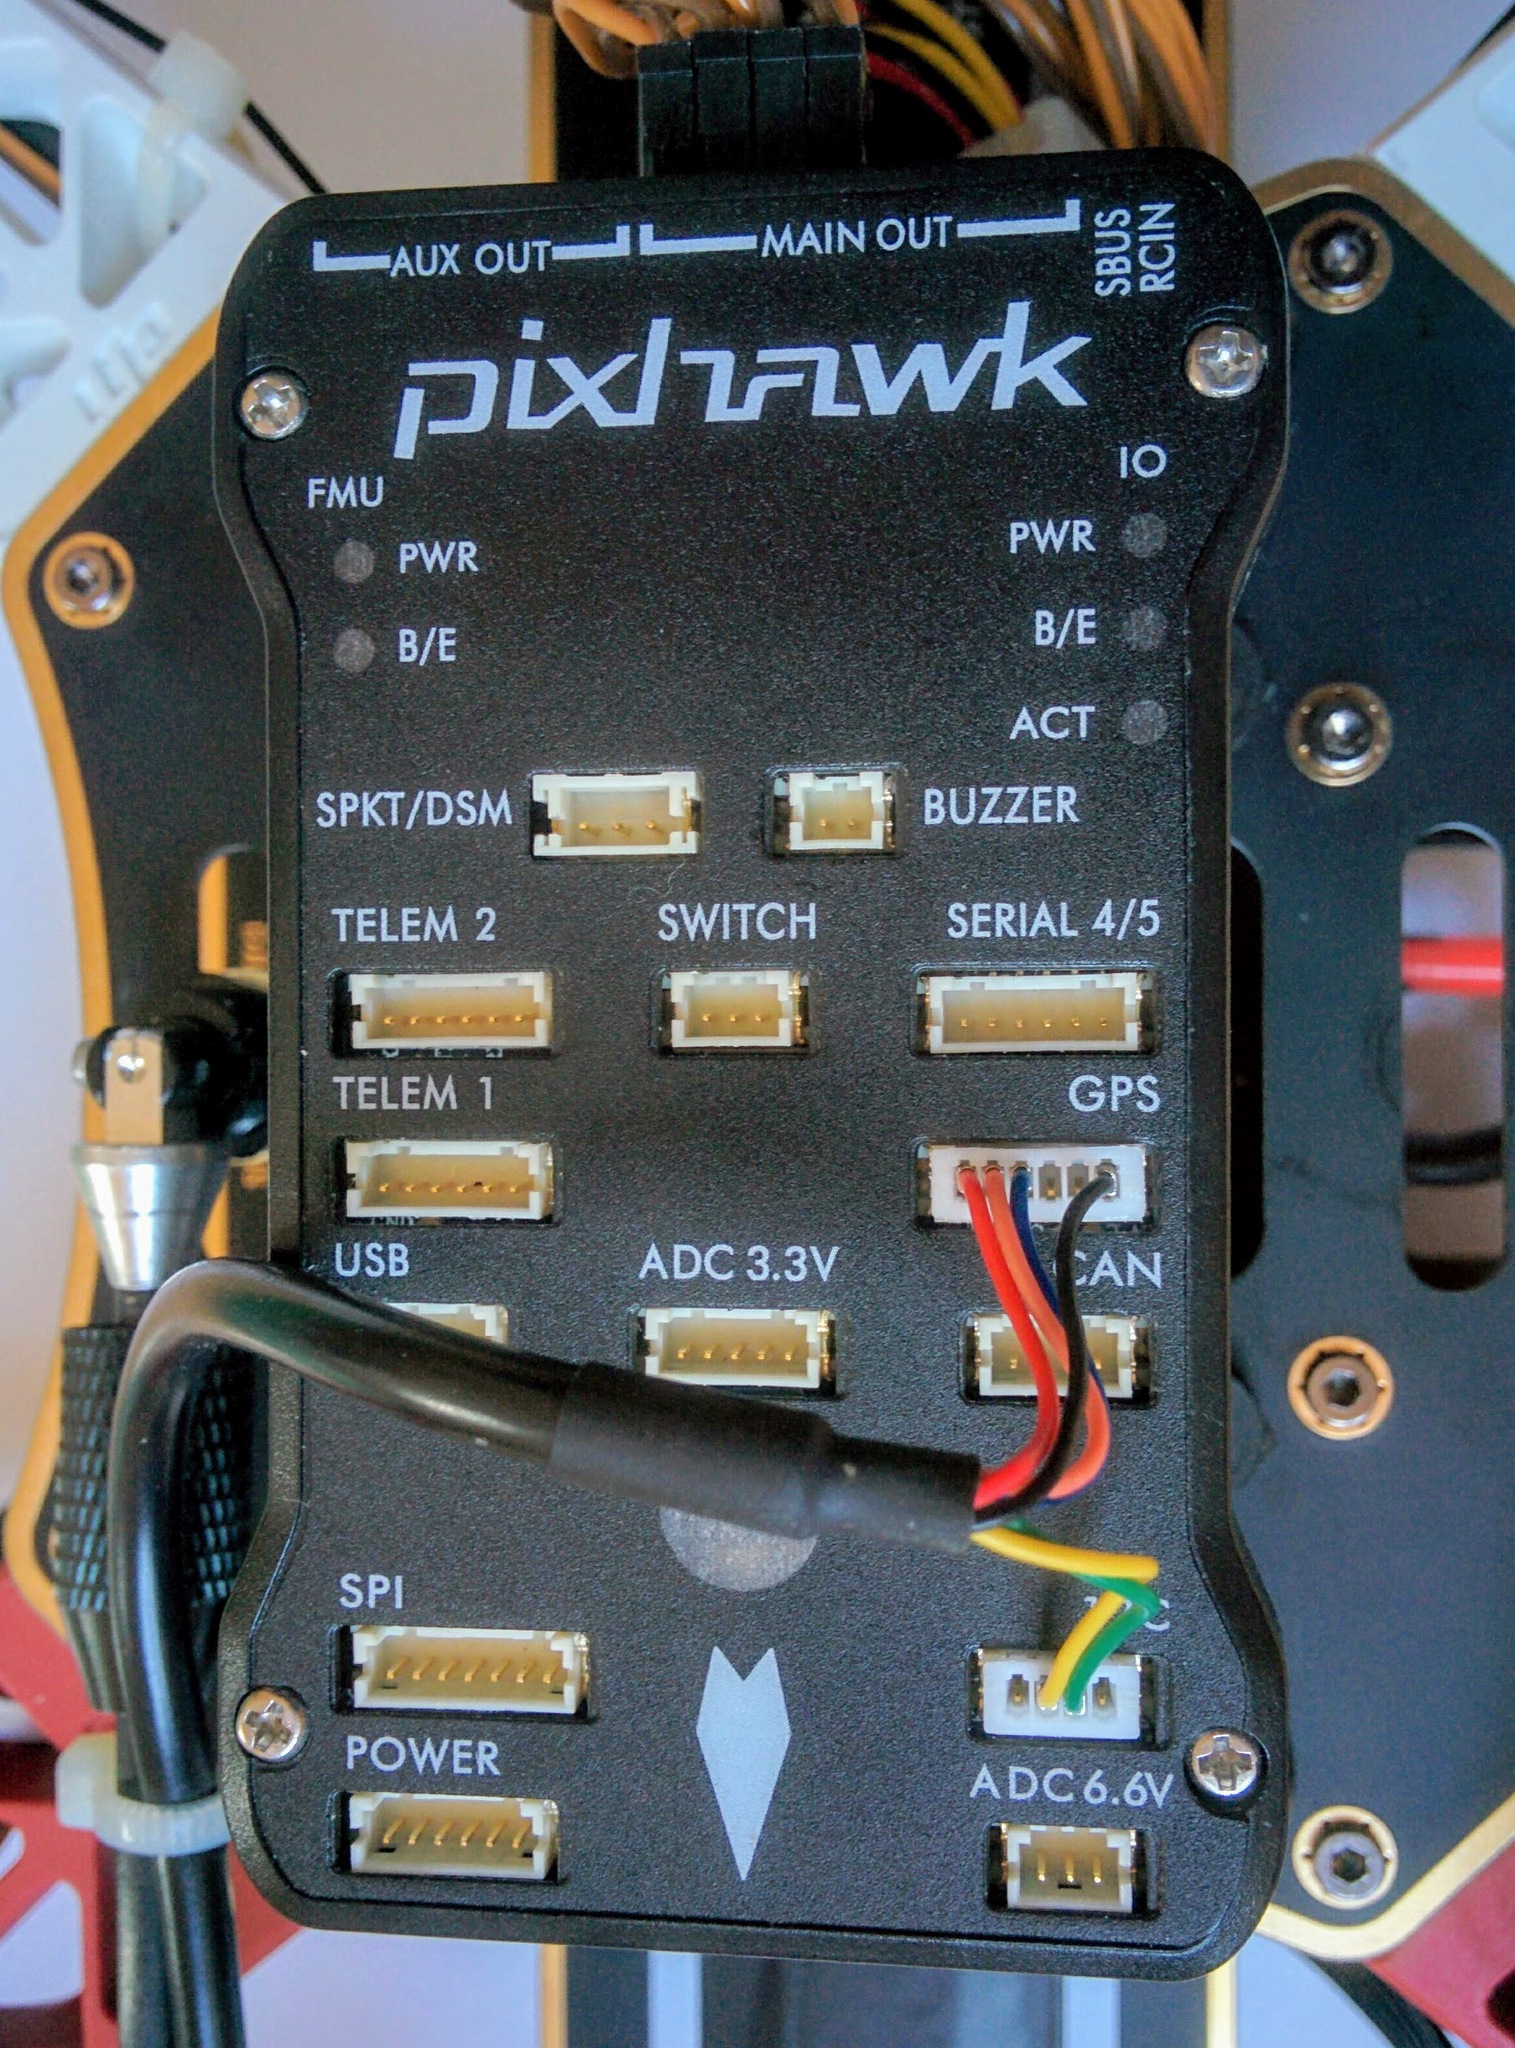 AUX OUT MAIN OUT
SBUS
RCIN
pixhawk
FMU
IO
PWR
PWR
B/E
B/E
ACT
SPKT/DSM
BUZZER
TELEM 2
SWITCH
SERIAL 4/5
TELEM 1
GPS
USB
ADC 3.3V
CAN
SPI
POWER
ADC 6.6V